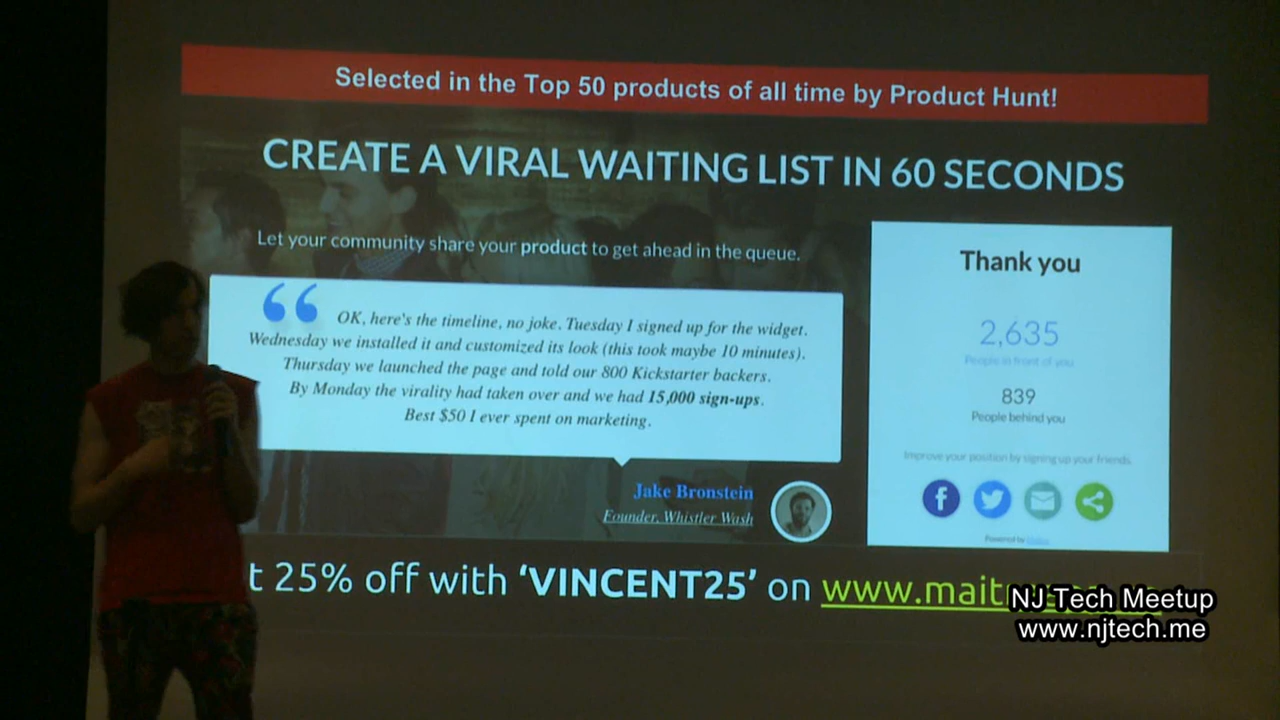 Selected in the Top 50 products of all time by Product Hunt!
CREATE A VIRAL WAITING LIST IN 60 SECONDS
Let your community share your product to get ahead in the queue.
“ OK, here's the timeline, no joke. Tuesday I signed up for the widget.
Wednesday we installed it and customized its look (this took maybe 10 minutes).
Thursday we launched the page and told our 800 Kickstarter backers.
By Monday the virality had taken over and we had 15,000 sign-ups.
Best $50 I ever spent on marketing.
Jake Bronstein
Founder, Whistler Wash
Thank you
2,635
People in front of you
839
People behind you
Improve your position by signing up your friends.
Powered by
t 25% off with ‘VINCENT25’ on www.mait
NJ Tech Meetup
www.njtech.me